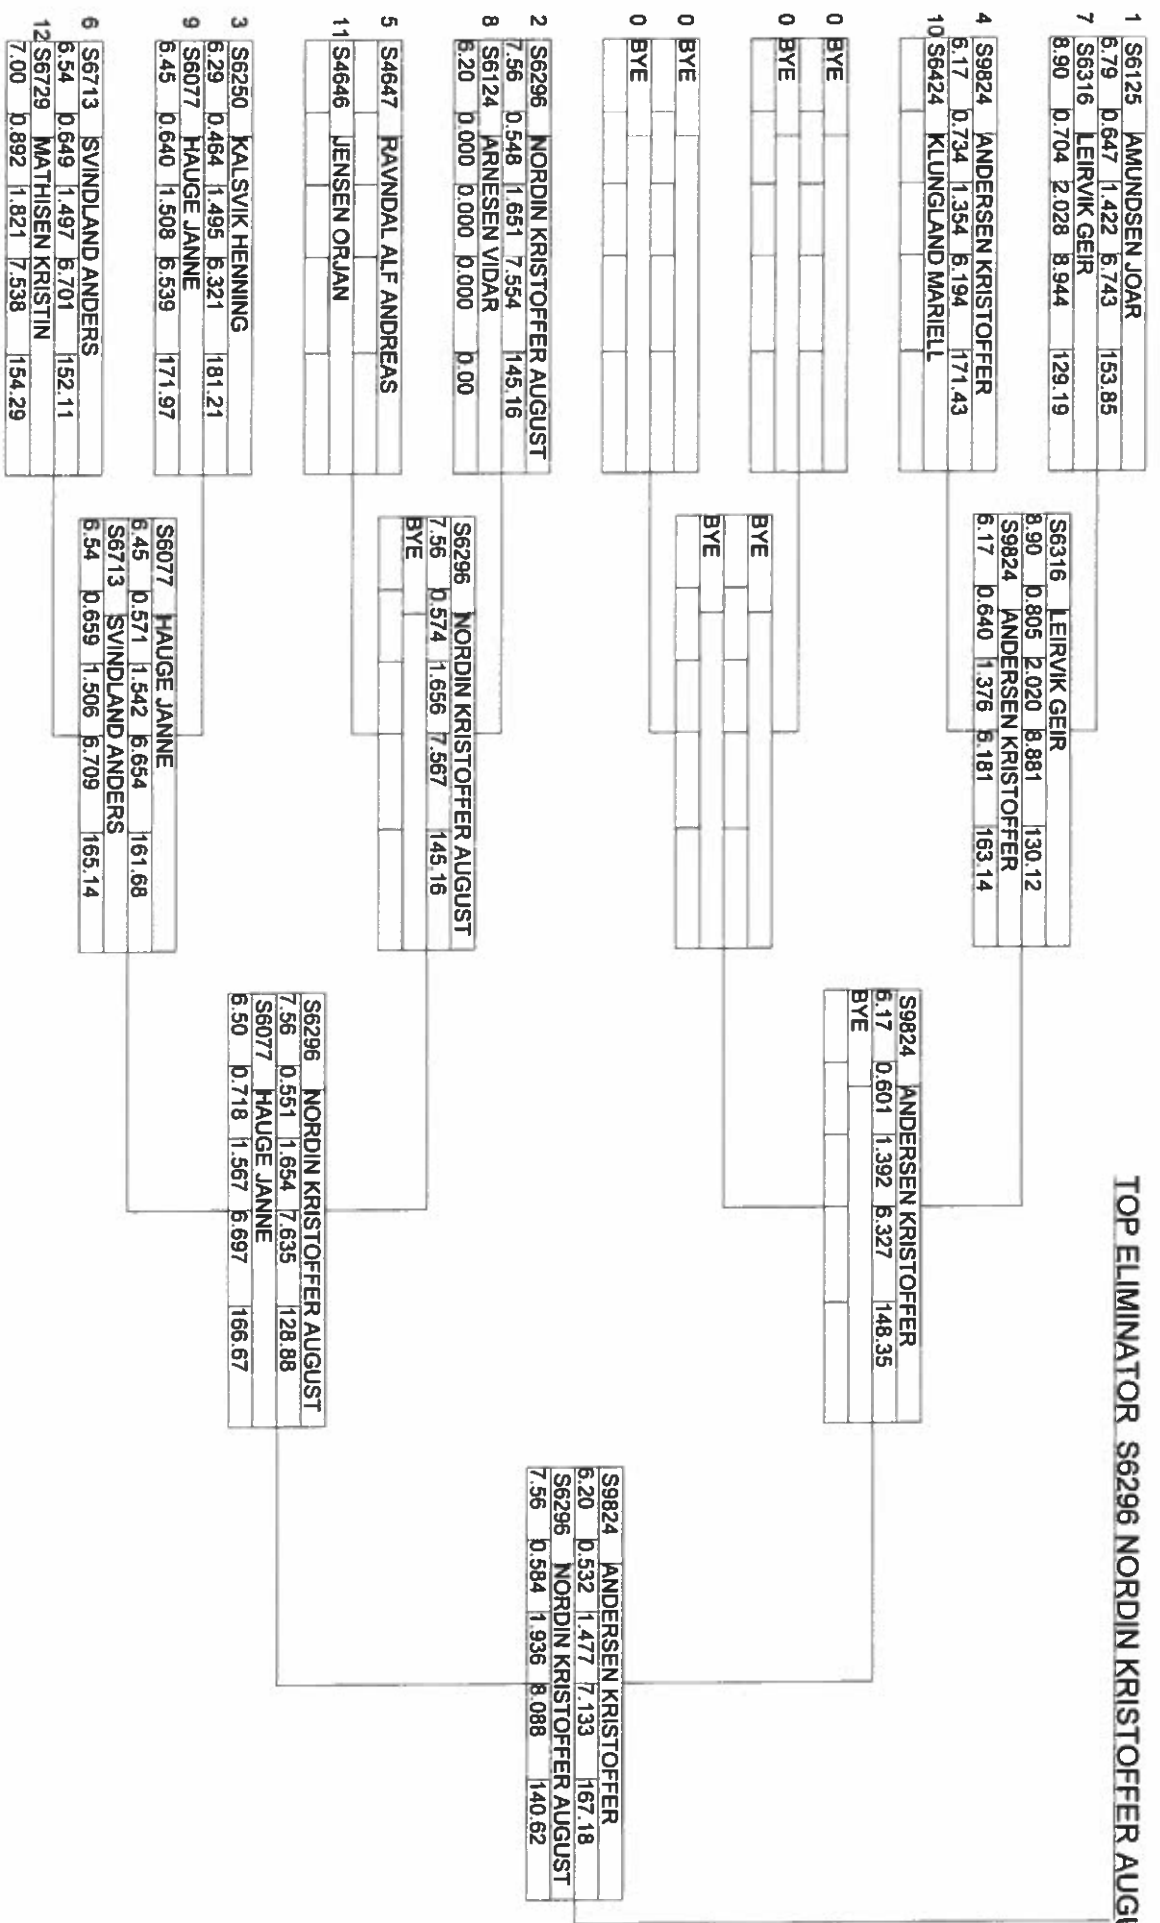 TOP ELIMINATOR S6296 NORDIN KRISTOFFER AUGU
1 S6125 AMUNDSEN JOAR
6.79 0.647 1.422 6.743 153.85
7 S6316 LEIRVIK GEIR
8.90 0.704 2.028 8.944 129.19
4 S9824 ANDERSEN KRISTOFFER
6.17 0.734 1.354 6.194 171.43
10 S6424 KLUNGLAND MARIELL
0 BYE
0 BYE
0 BYE
0 BYE
2 S6296 NORDIN KRISTOFFER AUGUST
7.56 0.548 1.651 7.554 145.16
8 S6124 ARNESEN VIDAR
6.20 0.000 0.000 0.000 0.00
5 S4647 RAVNDAL ALF ANDREAS
11 S4646 JENSEN ORJAN
3 S6250 KALSVIK HENNING
6.29 0.464 1.495 6.321 181.21
9 S6077 HAUGE JANNE
6.45 0.640 1.508 6.539 171.97
6 S6713 SVINDLAND ANDERS
6.54 0.649 1.497 6.701 152.11
12 S6729 MATHISEN KRISTIN
7.00 0.892 1.821 7.538 154.29
S6316 LEIRVIK GEIR
8.90 0.805 2.020 8.881 130.12
S9824 ANDERSEN KRISTOFFER
6.17 0.640 1.376 6.181 163.14
BYE
BYE
S6296 NORDIN KRISTOFFER AUGUST
7.56 0.574 1.656 7.567 145.16
BYE
S6077 HAUGE JANNE
6.45 0.571 1.542 6.654 161.68
S6713 SVINDLAND ANDERS
6.54 0.659 1.506 6.709 165.14
S9824 ANDERSEN KRISTOFFER
6.17 0.601 1.392 6.327 148.35
BYE
S6296 NORDIN KRISTOFFER AUGUST
7.56 0.551 1.654 7.635 128.88
S6077 HAUGE JANNE
6.50 0.718 1.567 6.697 166.67
S9824 ANDERSEN KRISTOFFER
6.20 0.532 1.477 7.133 167.18
S6296 NORDIN KRISTOFFER AUGUST
7.56 0.584 1.936 8.088 140.62